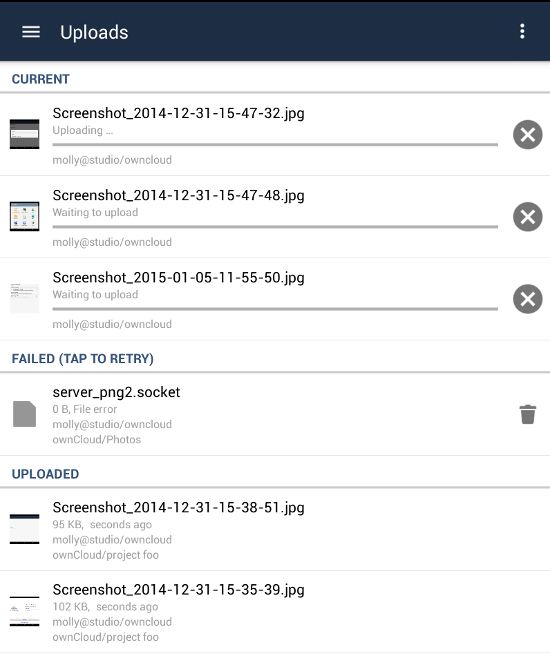 Uploads
CURRENT
Screenshot_2014-12-31-15-47-32.jpg
Uploading ...
molly@studio/owncloud
Screenshot_2014-12-31-15-47-48.jpg
Waiting to upload
molly@studio/owncloud
Screenshot_2015-01-05-11-55-50.jpg
Waiting to upload
molly@studio/owncloud
FAILED (TAP TO RETRY)
server_png2.socket
0 B, File error
molly@studio/owncloud
ownCloud/Photos
UPLOADED
Screenshot_2014-12-31-15-38-51.jpg
95 KB,  seconds ago
molly@studio/owncloud
ownCloud/project foo
Screenshot_2014-12-31-15-35-39.jpg
102 KB,  seconds ago
molly@studio/owncloud
ownCloud/project foo